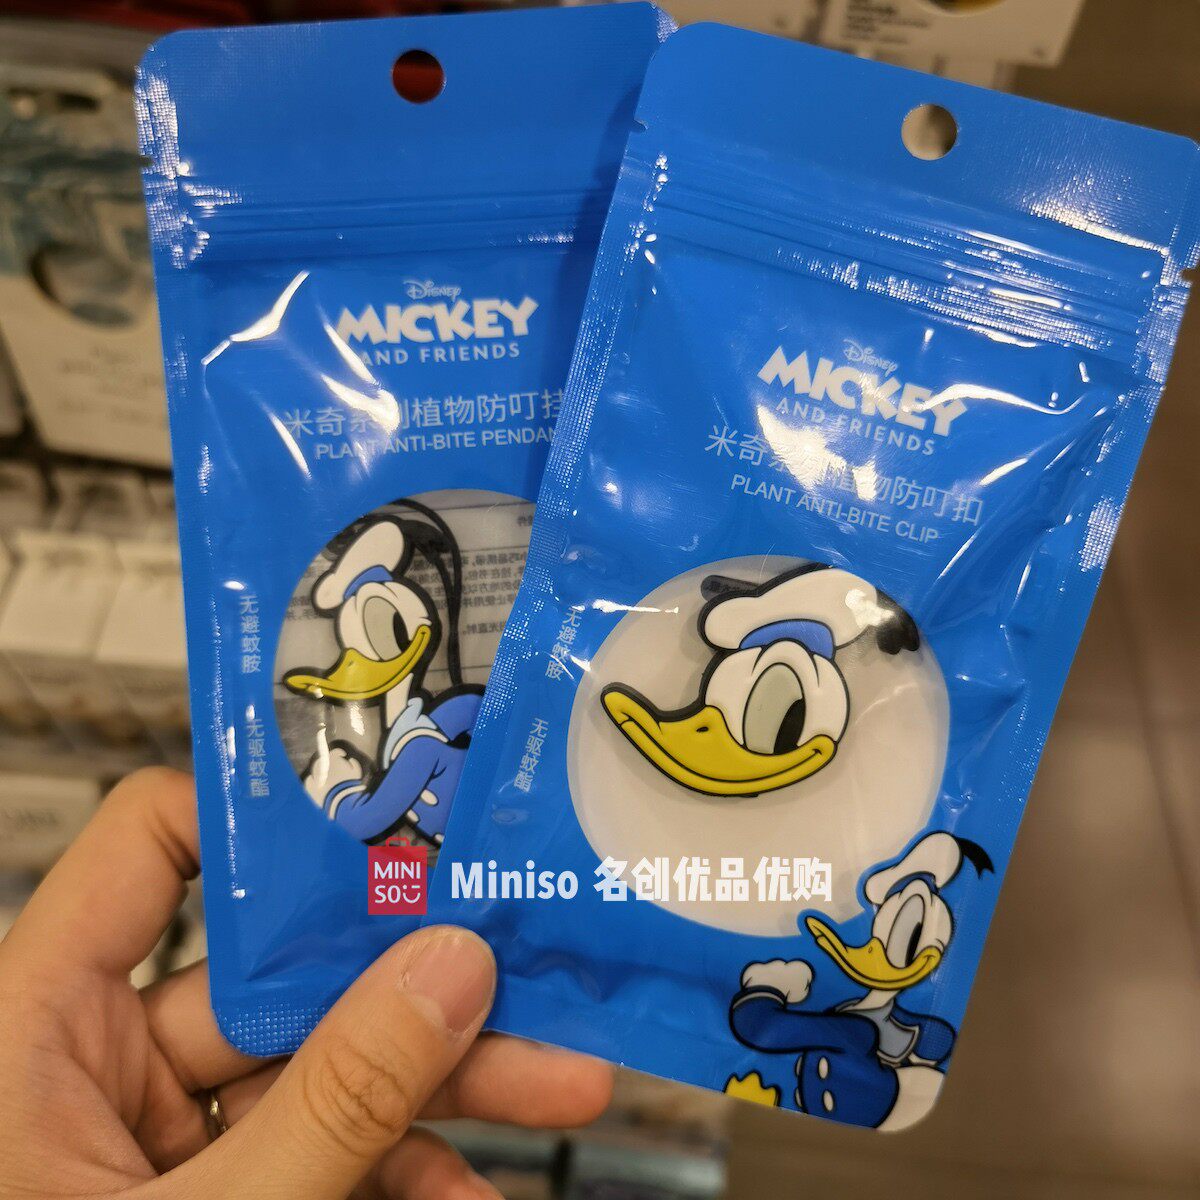 Disney
MICKEY
AND FRIENDS
米奇系列植物防叮挂
PLANT ANTI-BITE PENDAN
无避蚊胺
无驱蚊酯
Disney
MICKEY
AND FRIENDS
米奇系列植物防叮扣
PLANT ANTI-BITE CLIP
无避蚊胺
无驱蚊酯
MINI
SO
Miniso 名创优品优购